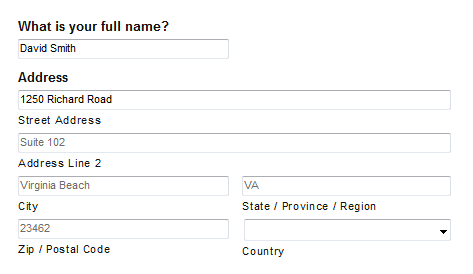 What is your full name?
David Smith
Address
1250 Richard Road
Street Address
Suite 102
Address Line 2
Virginia Beach VA
City State / Province / Region
23462
Zip / Postal Code Country